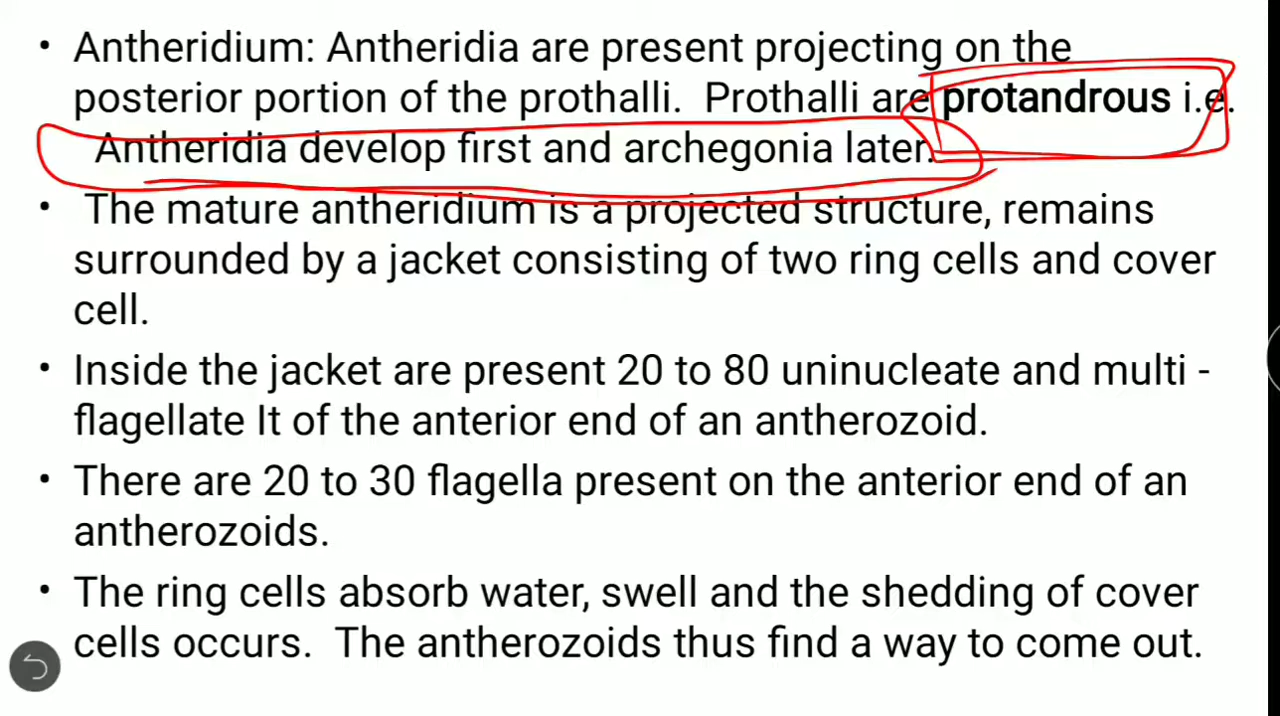 • Antheridium: Antheridia are present projecting on the
posterior portion of the prothalli. Prothalli are protandrous i.e.
Antheridia develop first and archegonia later.
• The mature antheridium is a projected structure, remains
surrounded by a jacket consisting of two ring cells and cover
cell.
• Inside the jacket are present 20 to 80 uninucleate and multi -
flagellate It of the anterior end of an antherozoid.
• There are 20 to 30 flagella present on the anterior end of an
antherozoids.
• The ring cells absorb water, swell and the shedding of cover
cells occurs. The antherozoids thus find a way to come out.